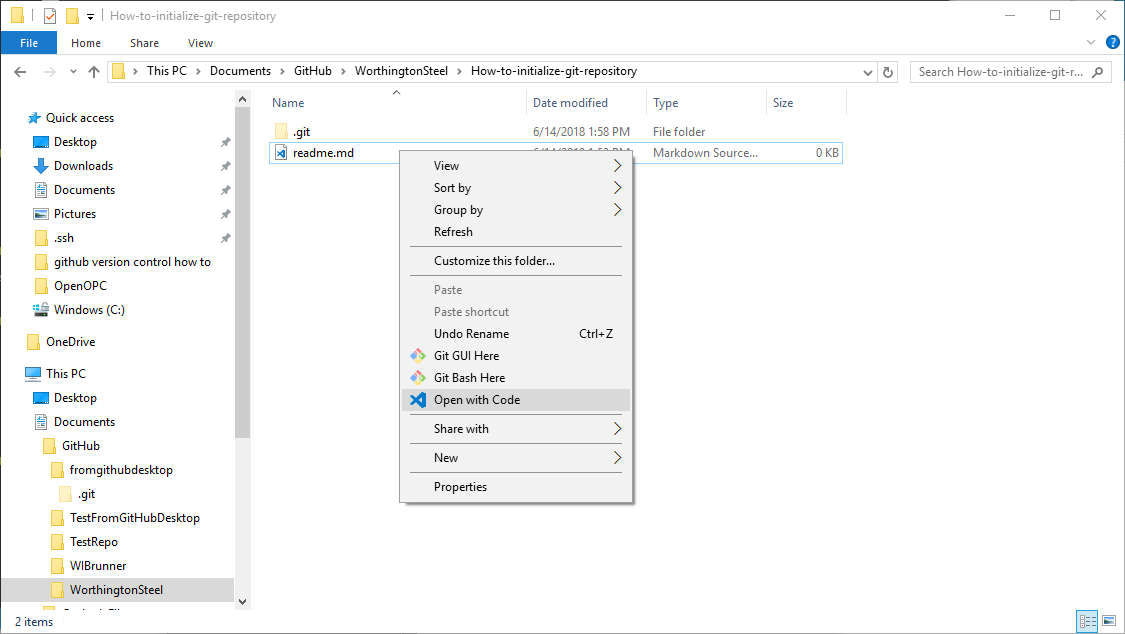 How-to-initialize-git-repository
File Home Share View
This PC Documents GitHub WorthingtonSteel How-to-initialize-git-repository
Search How-to-initialize-git-r...
Name Date modified Type Size
.git 6/14/2018 1:58 PM File folder
readme.md Markdown Source... 0 KB
Quick access
Desktop
Downloads
Documents
Pictures
.ssh
github version control how to
OpenOPC
Windows (C:)
OneDrive
This PC
Desktop
Documents
GitHub
fromgithubdesktop
.git
TestFromGitHubDesktop
TestRepo
WIBrunner
WorthingtonSteel
View
Sort by
Group by
Refresh
Customize this folder...
Paste
Paste shortcut
Undo Rename Ctrl+Z
Git GUI Here
Git Bash Here
Open with Code
Share with
New
Properties
2 items